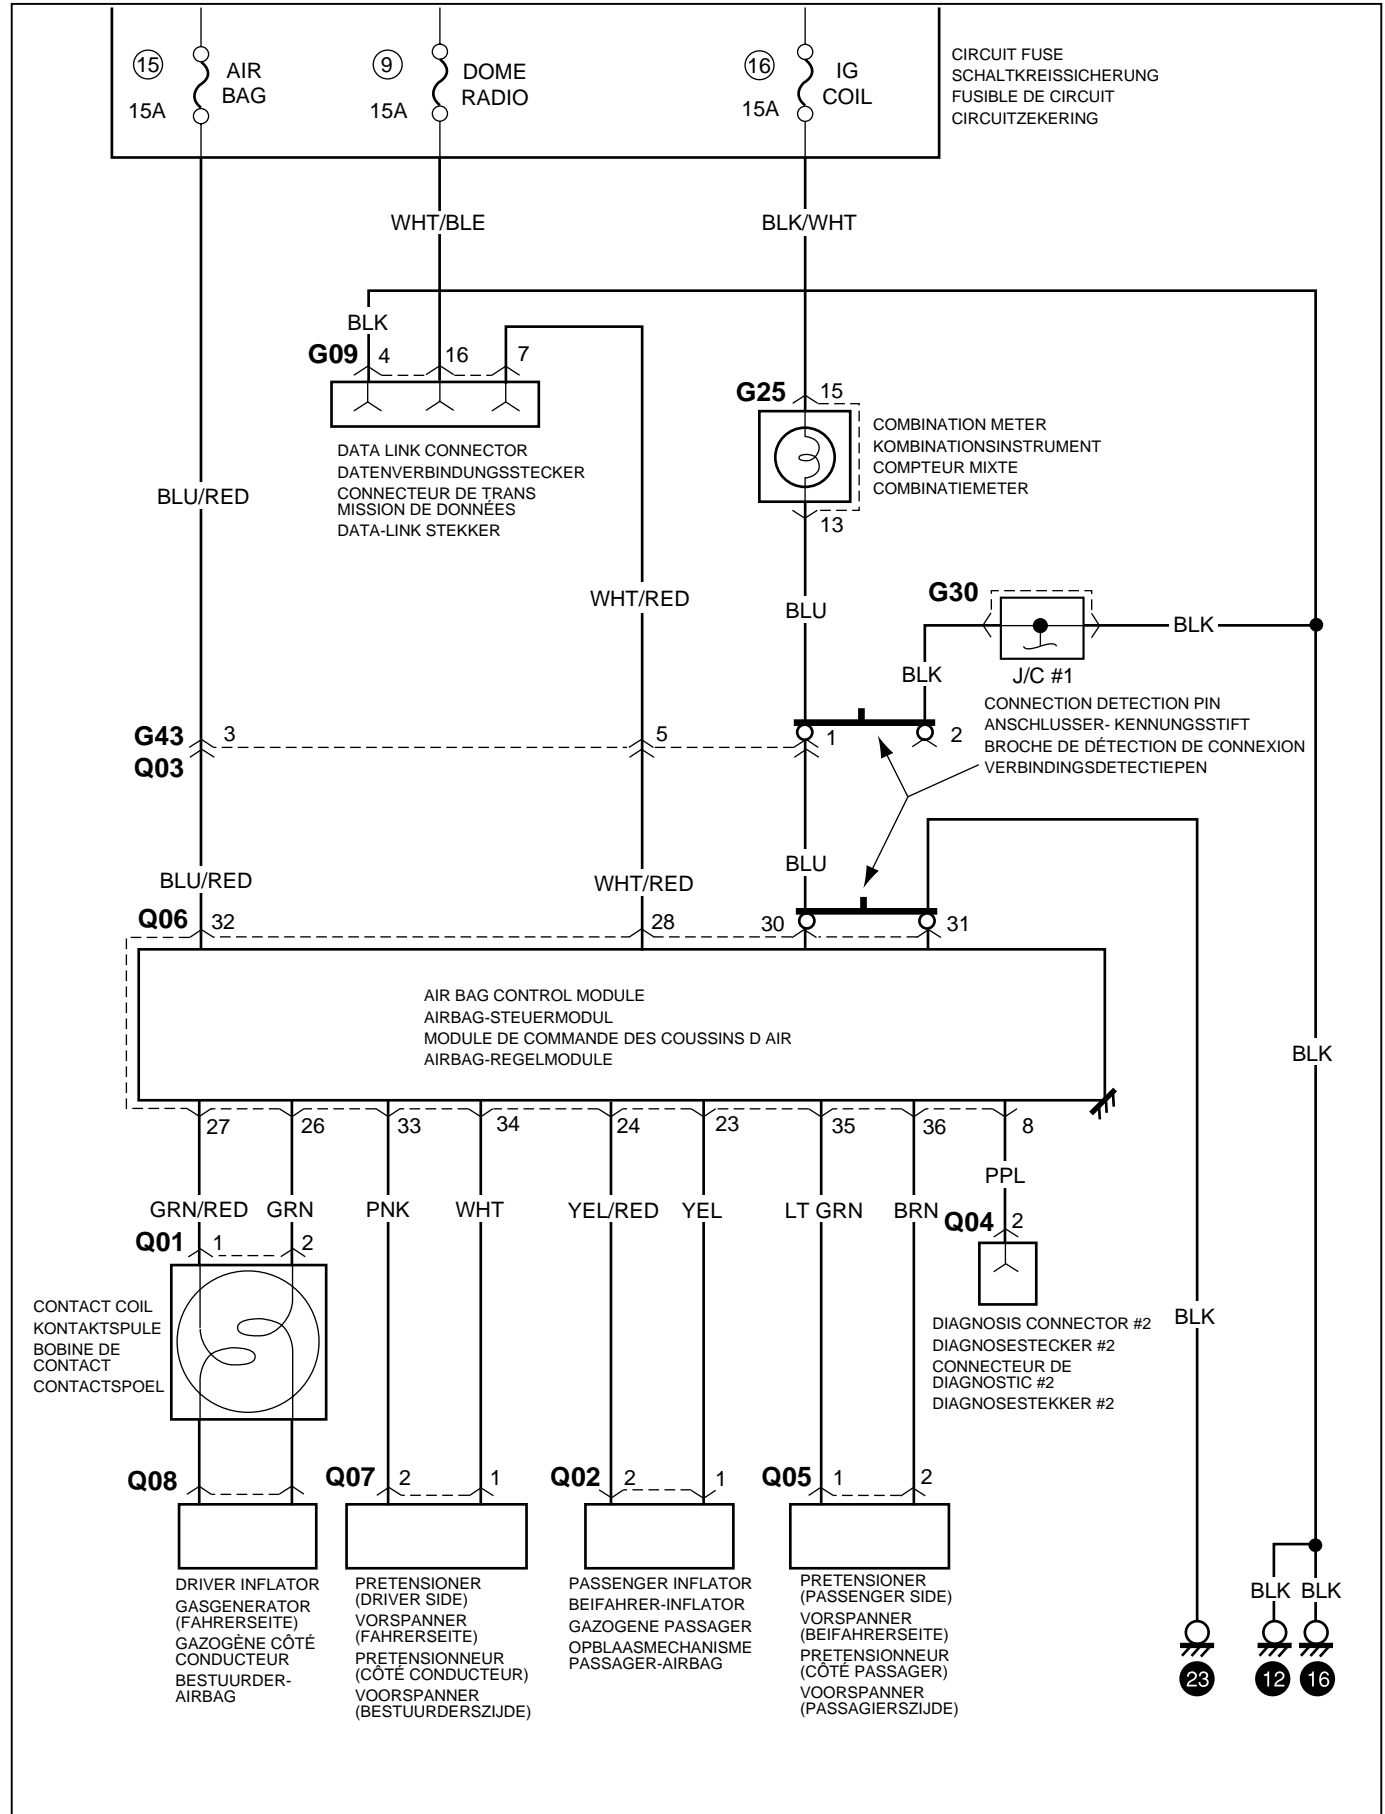 15
15A
AIR
BAG
9
15A
DOME
RADIO
16
15A
IG
COIL
CIRCUIT FUSE
SCHALTKREISSICHERUNG
FUSIBLE DE CIRCUIT
CIRCUITZEKERING
WHT/BLE
BLK/WHT
BLK
G09
4
16
7
G25
15
13
DATA LINK CONNECTOR
DATENVERBINDUNGSSTECKER
CONNECTEUR DE TRANS
MISSION DE DONNÉES
DATA-LINK STEKKER
COMBINATION METER
KOMBINATIONSINSTRUMENT
COMPTEUR MIXTE
COMBINATIEMETER
BLU/RED
WHT/RED
BLU
G30
BLK
BLK
J/C #1
CONNECTION DETECTION PIN
ANSCHLUSSER- KENNUNGSSTIFT
BROCHE DE DÉTECTION DE CONNEXION
VERBINDINGSDETECTIEPEN
G43
Q03
3
5
1
2
BLU/RED
WHT/RED
BLU
Q06
32
28
30
31
AIR BAG CONTROL MODULE
AIRBAG-STEUERMODUL
MODULE DE COMMANDE DES COUSSINS D AIR
AIRBAG-REGELMODULE
BLK
27
26
33
34
24
23
35
36
8
GRN/RED
GRN
PNK
WHT
YEL/RED
YEL
LT GRN
BRN
PPL
Q01
1
2
Q04
2
CONTACT COIL
KONTAKTSPULE
BOBINE DE
CONTACT
CONTACTSPOEL
DIAGNOSIS CONNECTOR #2
DIAGNOSESTECKER #2
CONNECTEUR DE
DIAGNOSTIC #2
DIAGNOSESTEKKER #2
BLK
Q08
Q07
2
1
Q02
2
1
Q05
1
2
DRIVER INFLATOR
GASGENERATOR
(FAHRERSEITE)
GAZOGÈNE CÔTÉ
CONDUCTEUR
BESTUURDER-
AIRBAG
PRETENSIONER
(DRIVER SIDE)
VORSPANNER
(FAHRERSEITE)
PRETENSIONNEUR
(CÔTÉ CONDUCTEUR)
VOORSPANNER
(BESTUURDERSZIJDE)
PASSENGER INFLATOR
BEIFAHRER-INFLATOR
GAZOGENE PASSAGER
OPBLAASMECHANISME
PASSAGER-AIRBAG
PRETENSIONER
(PASSENGER SIDE)
VORSPANNER
(BEIFAHRERSEITE)
PRETENSIONNEUR
(CÔTÉ PASSAGER)
VOORSPANNER
(PASSAGIERSZIJDE)
BLK
BLK
23
12
16